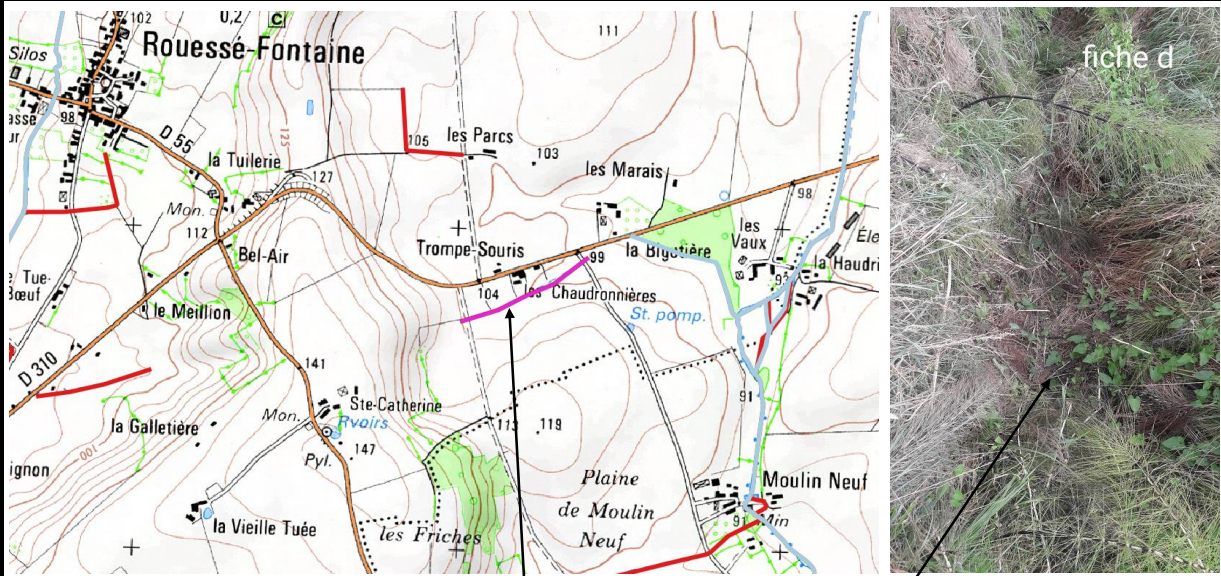 102
0,2
C
111
Silos
Rouessé-Fontaine
98
D 55
125
105
les Parcs
103
la Tuilerie
127
les Marais
98
Mon.
112
Bel-Air
Trompe-Souris
99
la Bigotière
les
Vaux
la Haudri
104
103
Chaudronnières
Tue-
Bœuf
le Meillion
St. pomp.
D 310
141
91
Ste-Catherine
Mon.
Rvoirs
113
119
la Galletière
147
Pyl.
100
ignon
Plaine
de Moulin
Neuf
Moulin Neuf
91
Min
la Vieille Tuée
les Friches
fiche d